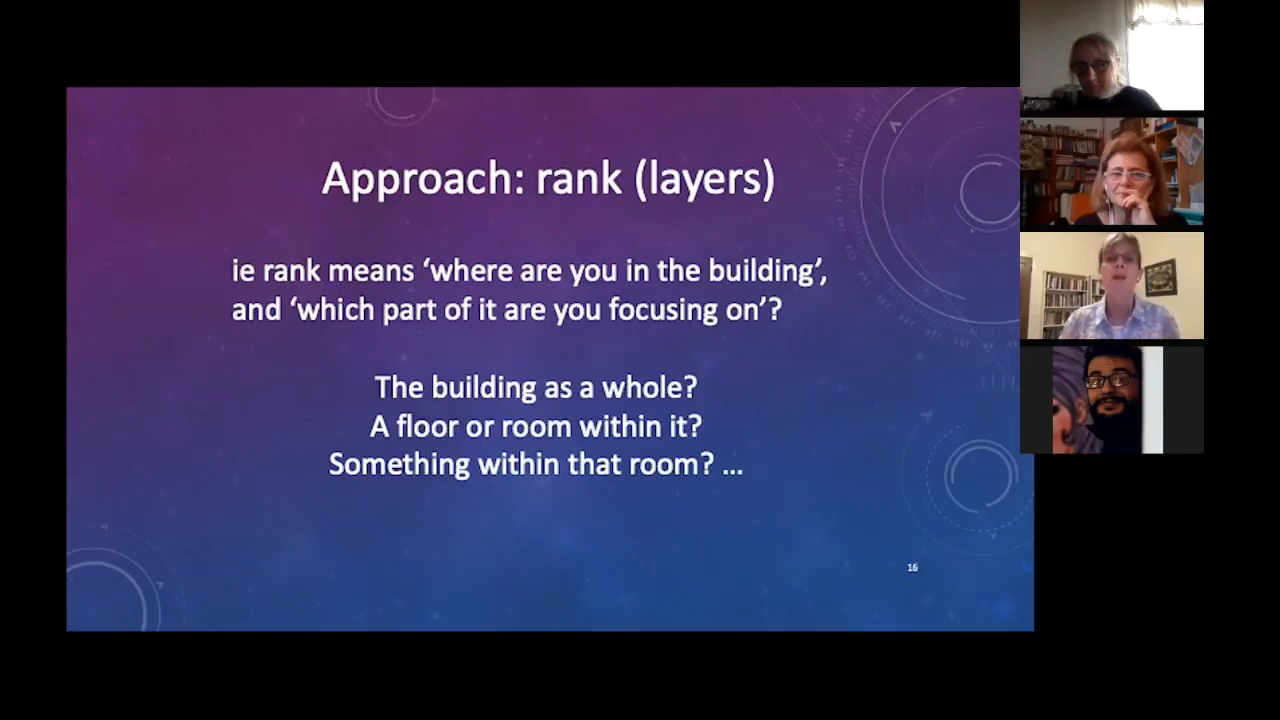 Approach: rank (layers)
ie rank means ‘where are you in the building’,
and ‘which part of it are you focusing on’?
The building as a whole?
A floor or room within it?
Something within that room? ...
16